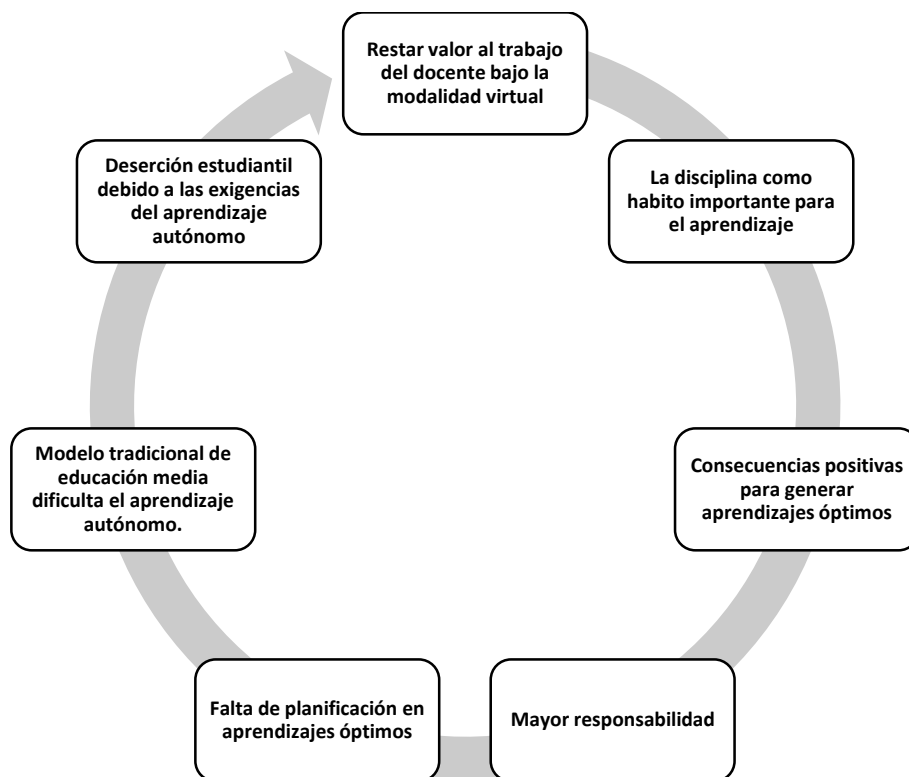 Restar valor al trabajo
del docente bajo la
modalidad virtual
La disciplina como
habito importante para
el aprendizaje
Consecuencias positivas
para generar
aprendizajes óptimos
Mayor responsabilidad
Falta de planificación en
aprendizajes óptimos
Modelo tradicional de
educación media
dificulta el aprendizaje
autónomo.
Deserción estudiantil
debido a las exigencias
del aprendizaje
autónomo